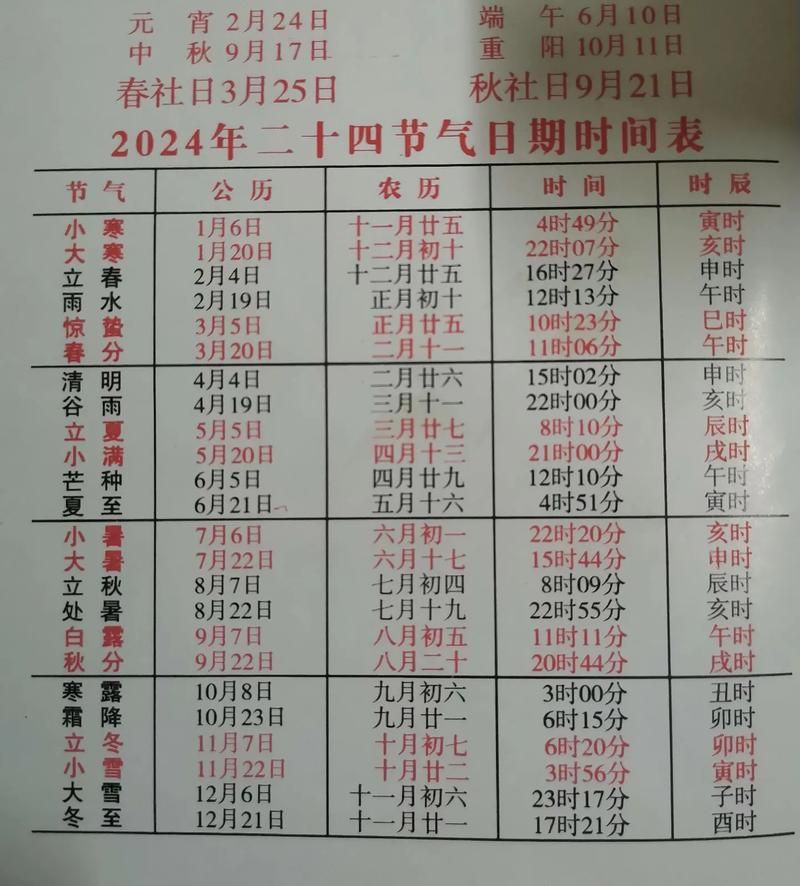 元 宵 2月24日 端 午 6月10日
中 秋 9月17日 重 阳 10月11日
春社日3月25日 秋社日9月21日
2024年二十四节气日期时间表
节 气 公 历 农 历 时 间 时 辰
小 寒 1月6日 十一月廿五 4时49分 寅时
大 寒 1月20日 十二月初十 22时07分 亥时
立 春 2月4日 十二月廿五 16时27分 申时
雨 水 2月19日 正月初十 12时13分 午时
惊 蛰 3月5日 正月廿五 10时23分 巳时
春 分 3月20日 二月十一 11时06分 午时
清 明 4月4日 二月廿六 15时02分 申时
谷 雨 4月19日 三月十一 22时00分 亥时
立 夏 5月5日 三月廿七 8时10分 辰时
小 满 5月20日 四月十三 21时00分 戌时
芒 种 6月5日 四月廿九 12时10分 午时
夏 至 6月21日 五月十六 4时51分 寅时
小 暑 7月6日 六月初一 22时20分 亥时
大 暑 7月22日 六月十七 15时44分 申时
立 秋 8月7日 七月初四 8时09分 辰时
处 暑 8月22日 七月十九 22时55分 亥时
白 露 9月7日 八月初五 11时11分 午时
秋 分 9月22日 八月二十 20时44分 戌时
寒 露 10月8日 九月初六 3时00分 丑时
霜 降 10月23日 九月廿一 6时15分 卯时
立 冬 11月7日 十月初七 6时20分 卯时
小 雪 11月22日 十月廿二 3时56分 寅时
大 雪 12月6日 十一月初六 23时17分 子时
冬 至 12月21日 十一月廿一 17时21分 酉时